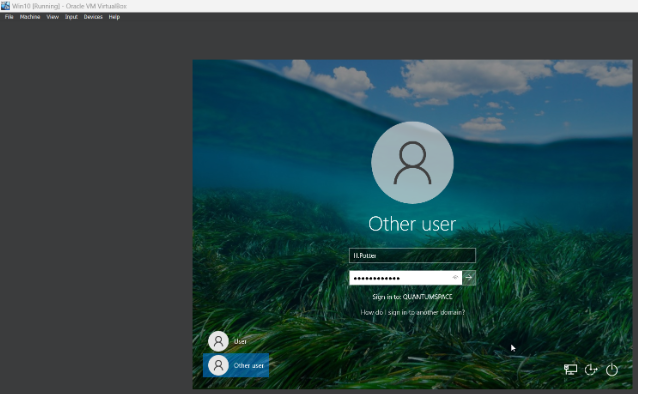 Win10 [Running] - Oracle VM VirtualBox
File Machine View Input Devices Help
Other user
H.Potter
Sign in to: QUANTUMSPACE
How do I sign in to another domain?
User
Other user